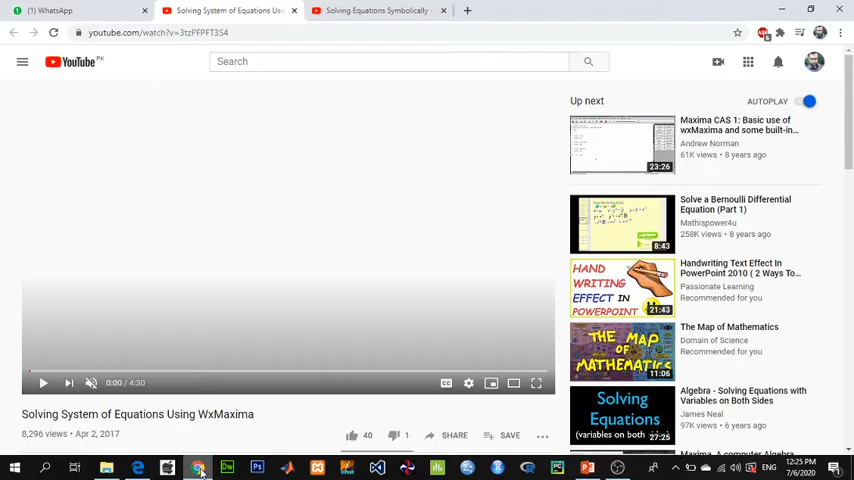 (1) WhatsApp
Solving System of Equations Usi
Solving Equations Symbolically
youtube.com/watch?v=3tzPFPFT3S4
YouTube PK
Search
Up next
AUTOPLAY
23:26
Maxima CAS 1: Basic use of
wxMaxima and some built-in...
Andrew Norman
61K views • 8 years ago
8:43
Solve a Bernoulli Differential
Equation (Part 1)
Mathispower4u
258K views • 8 years ago
HAND
WRITING
EFFECT IN
POWERPOINT
21:43
Handwriting Text Effect In
PowerPoint 2010 ( 2 Ways To...
Passionate Learning
Recommended for you
THE MAP
OF
MATHEMATICS
11:06
The Map of Mathematics
Domain of Science
Recommended for you
Solving
Equations
(variables on both
27:25
Algebra - Solving Equations with
Variables on Both Sides
James Neal
97K views • 6 years ago
0:00 / 4:30
CC
Solving System of Equations Using WxMaxima
8,296 views • Apr 2, 2017
40
1
SHARE
SAVE
Dw
Ps
R
PC
ENG
12:25 PM
7/6/2020